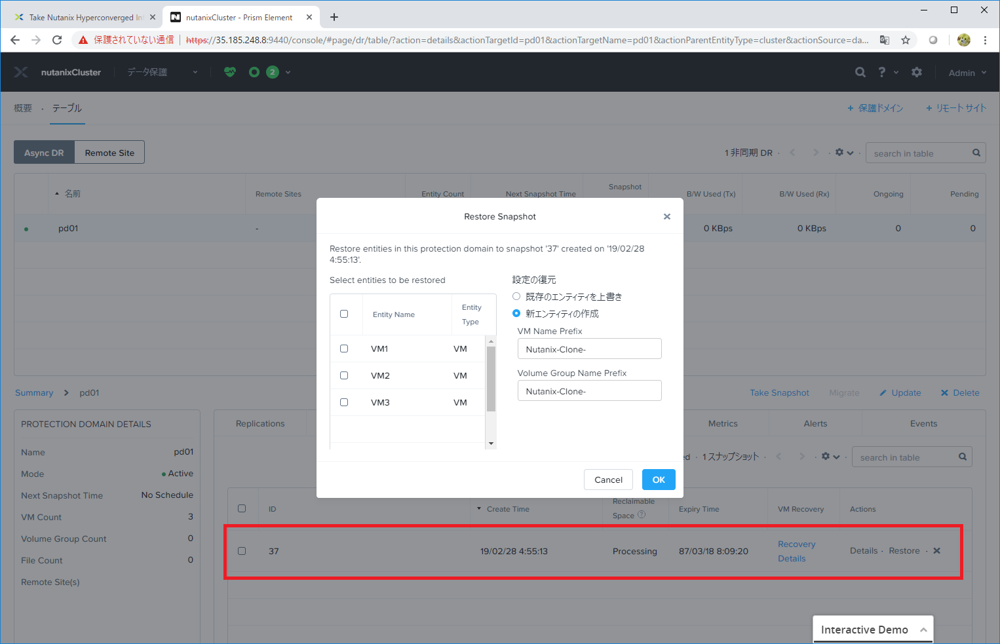 Take Nutanix Hyperconverged In
nutanixCluster - Prism Element
保護されていない通信
https://35.185.248.8:9440/console/#page/dr/table/?action=details&actionTargetId=pd01&actionTargetName=pd01&actionParentEntityType=cluster&actionSource=da...
nutanixCluster
データ保護
2
?
Admin
概要 · テーブル
+ 保護ドメイン
+ リモート サイト
Async DR
Remote Site
1 非同期 DR
search in table
名前
Remote Sites
Entity Count
Next Snapshot Time
Snapshot
B/W Used (Tx)
B/W Used (Rx)
Ongoing
Pending
pd01
-
0 KBps
0 KBps
0
0
Restore Snapshot
Restore entities in this protection domain to snapshot '37' created on '19/02/28
4:55:13'.
Select entities to be restored
Entity Name
Entity
Type
VM1 VM
VM2 VM
VM3 VM
設定の復元
既存のエンティティを上書き
新エンティティの作成
VM Name Prefix
Nutanix-Clone-
Volume Group Name Prefix
Nutanix-Clone-
Cancel
OK
Summary > pd01
Take Snapshot
Migrate
Update
Delete
PROTECTION DOMAIN DETAILS
Name pd01
Mode Active
Next Snapshot Time No Schedule
VM Count 3
Volume Group Count 0
File Count 0
Remote Site(s)
Replications
Metrics
Alerts
Events
ed · 1 スナップショット
search in table
ID
Create Time
Reclaimable
Space ?
Expiry Time
VM Recovery
Actions
37
19/02/28 4:55:13
Processing
87/03/18 8:09:20
Recovery
Details
Details · Restore ·
Interactive Demo